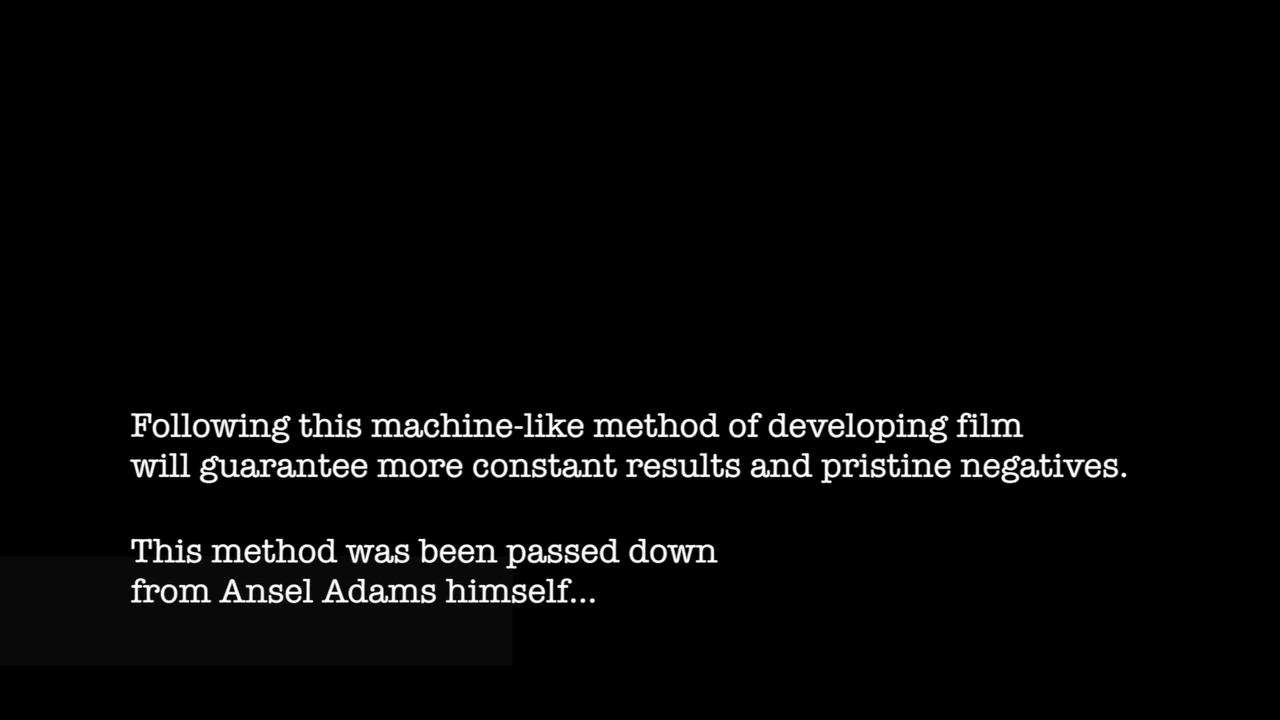 Following this machine-like method of developing film
will guarantee more constant results and pristine negatives.
This method was been passed down
from Ansel Adams himself...